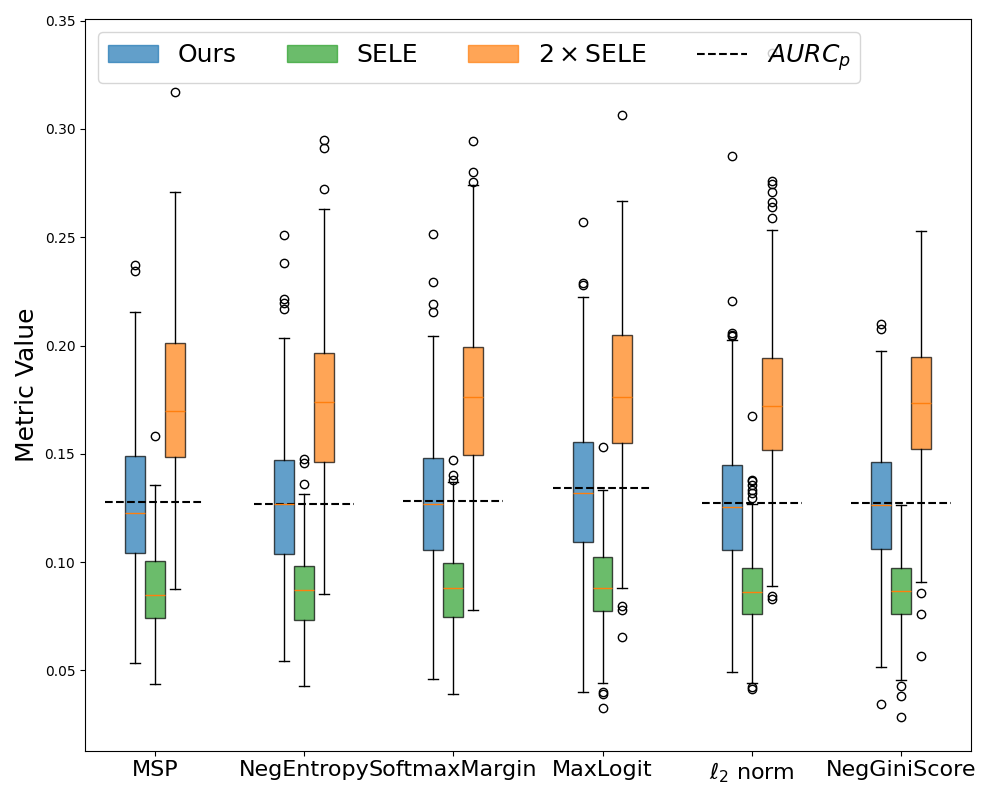 0.35
Ours SELE 2 × SELE AURCₚ
0.30
0.25
0.20
0.15
0.10
0.05
Metric Value
MSP NegEntropy SoftmaxMargin MaxLogit ℓ₂ norm NegGiniScore